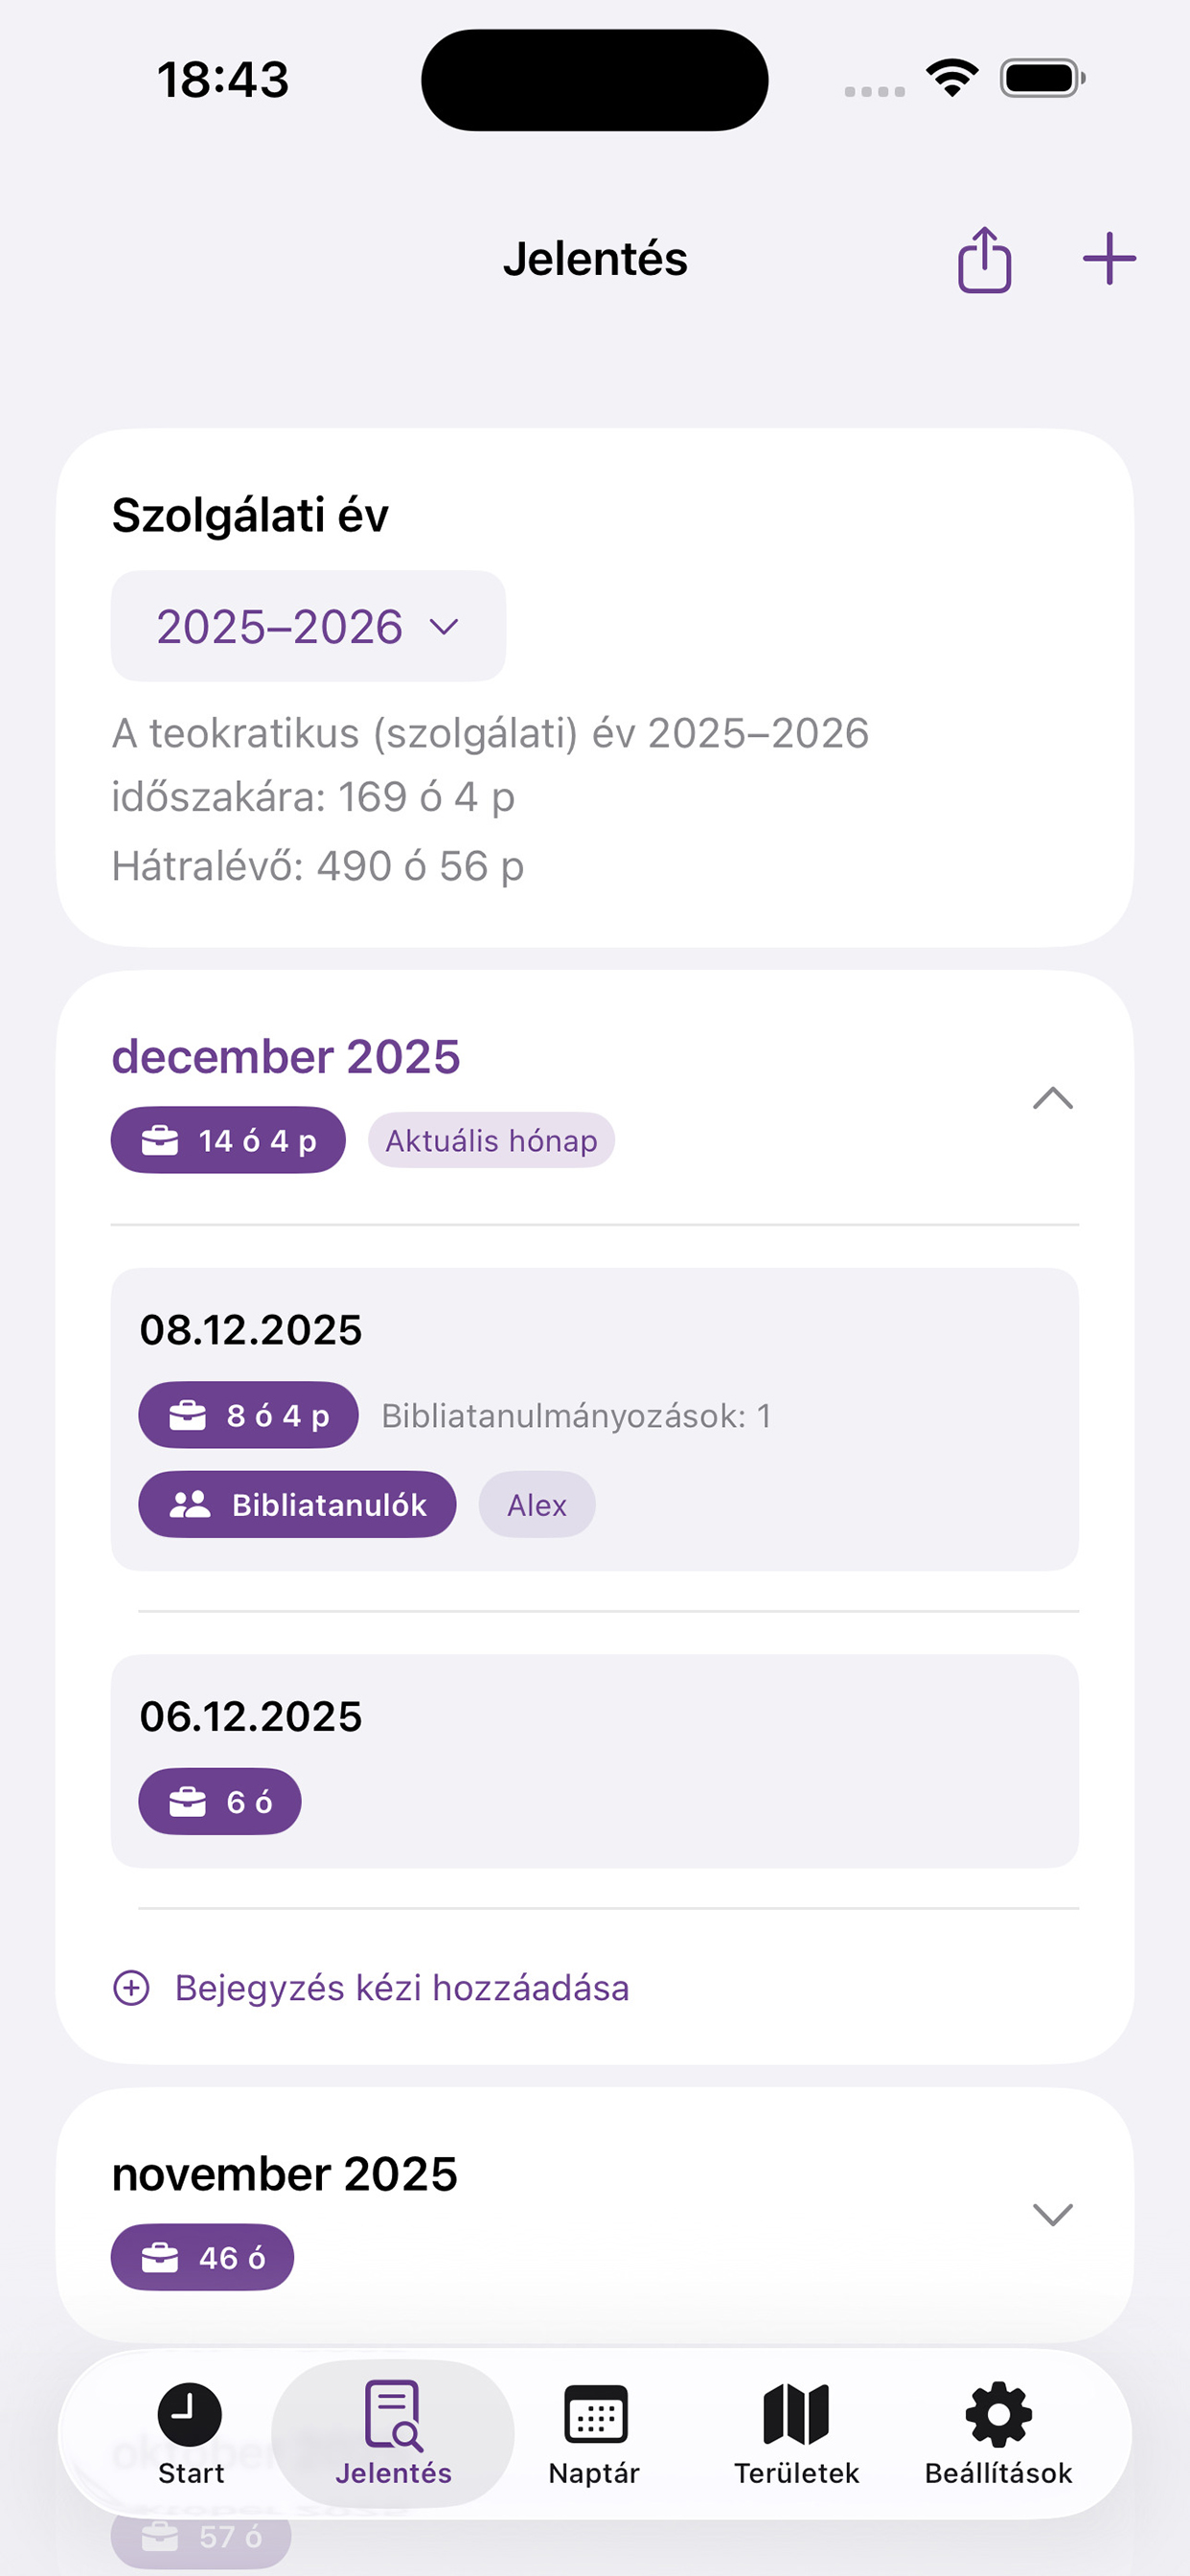 18:43
Jelentés
Szolgálati év
2025–2026
A teokratikus (szolgálati) év 2025–2026
időszakára: 169 ó 4 p
Hátralévő: 490 ó 56 p
december 2025
14 ó 4 p Aktuális hónap
08.12.2025
8 ó 4 p Bibliatanulmányozások: 1
Bibliatanulók Alex
06.12.2025
6 ó
Bejegyzés kézi hozzáadása
november 2025
46 ó
október
Start Jelentés Naptár Területek Beállítások
57 ó